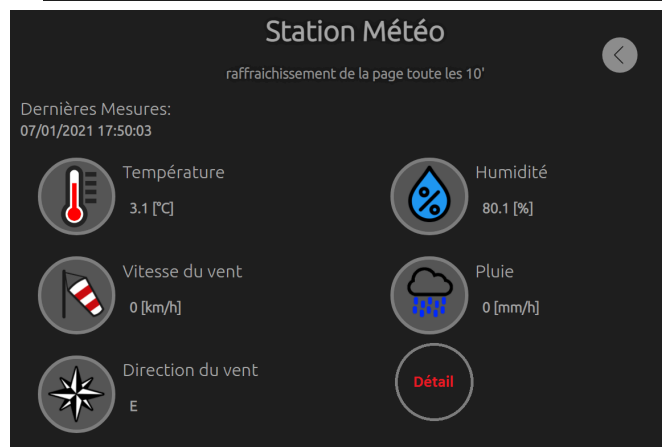 Station Météo
raffraichissement de la page toute les 10'
Dernières Mesures:
07/01/2021 17:50:03
Température
3.1 [°C]
Humidité
80.1 [%]
Vitesse du vent
0 [km/h]
Pluie
0 [mm/h]
Direction du vent
E
Détail